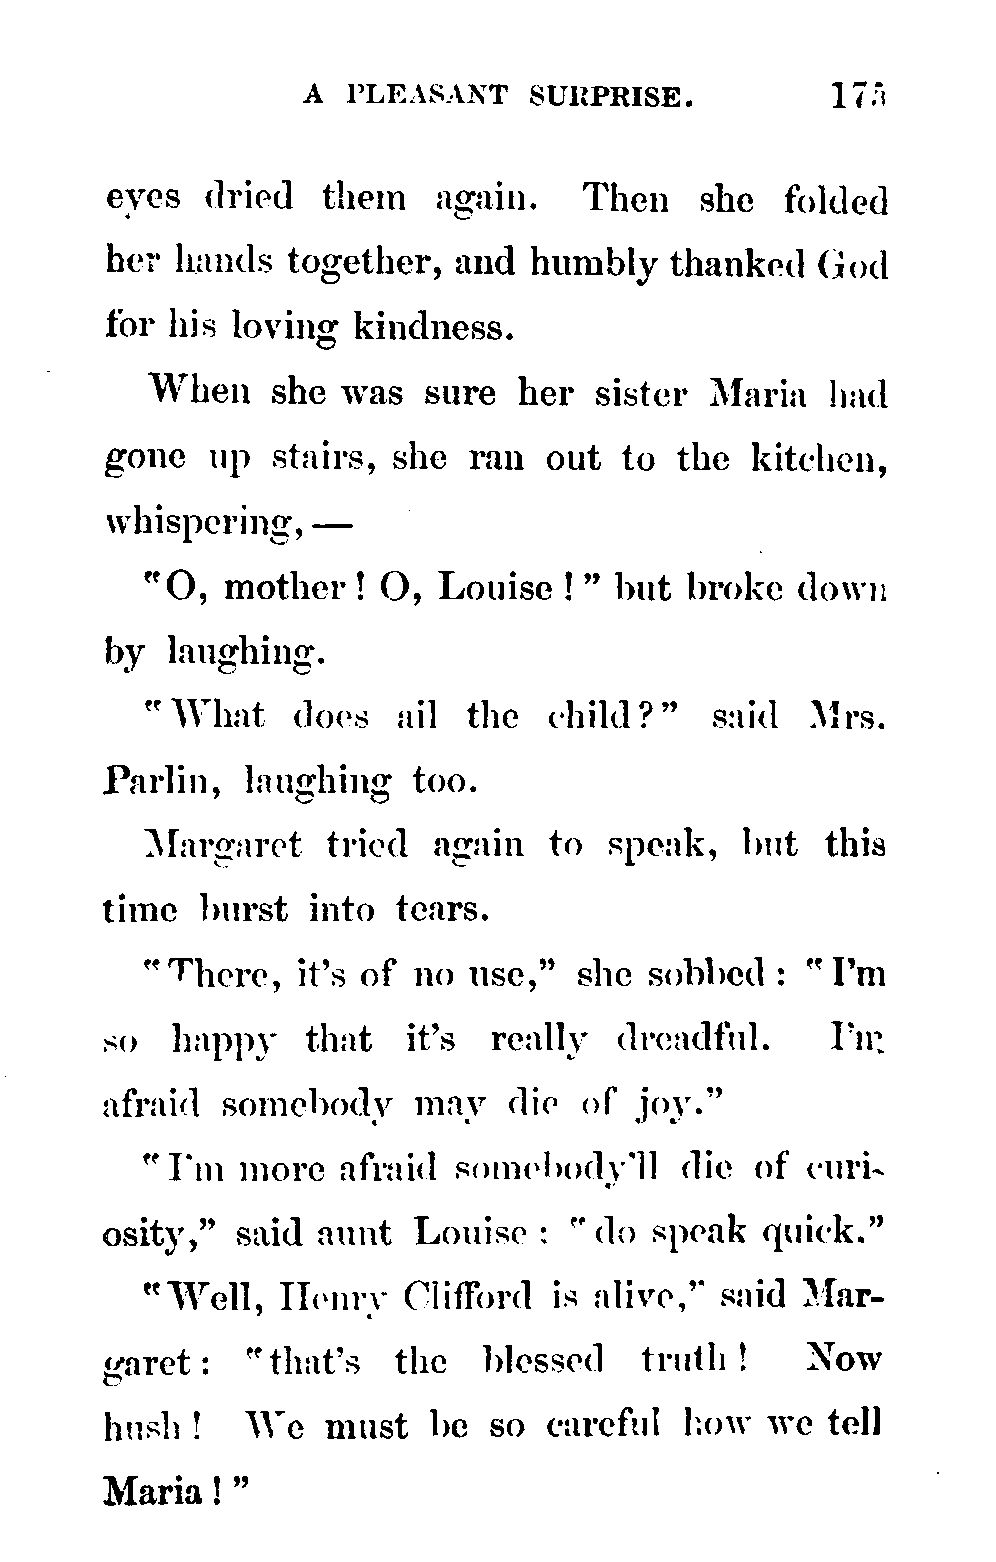 A PLEASANT SURPRISE. 175
eyes dried them again. Then she folded
her hands together, and humbly thanked God
for his loving kindness.
When she was sure her sister Maria had
gone up stairs, she ran out to the kitchen,
whispering, —
"O, mother! O, Louise!" but broke down
by laughing.
"What does ail the child?" said Mrs.
Parlin, laughing too.
Margaret tried again to speak, but this
time burst into tears.
"There, it's of no use," she sobbed: "I'm
so happy that it's really dreadful. I'm
afraid somebody may die of joy."
"I'm more afraid somebody'll die of curi-
osity," said aunt Louise: "do speak quick."
"Well, Henry Clifford is alive," said Mar-
garet: "that's the blessed truth! Now
hush! We must be so careful how we tell
Maria!"